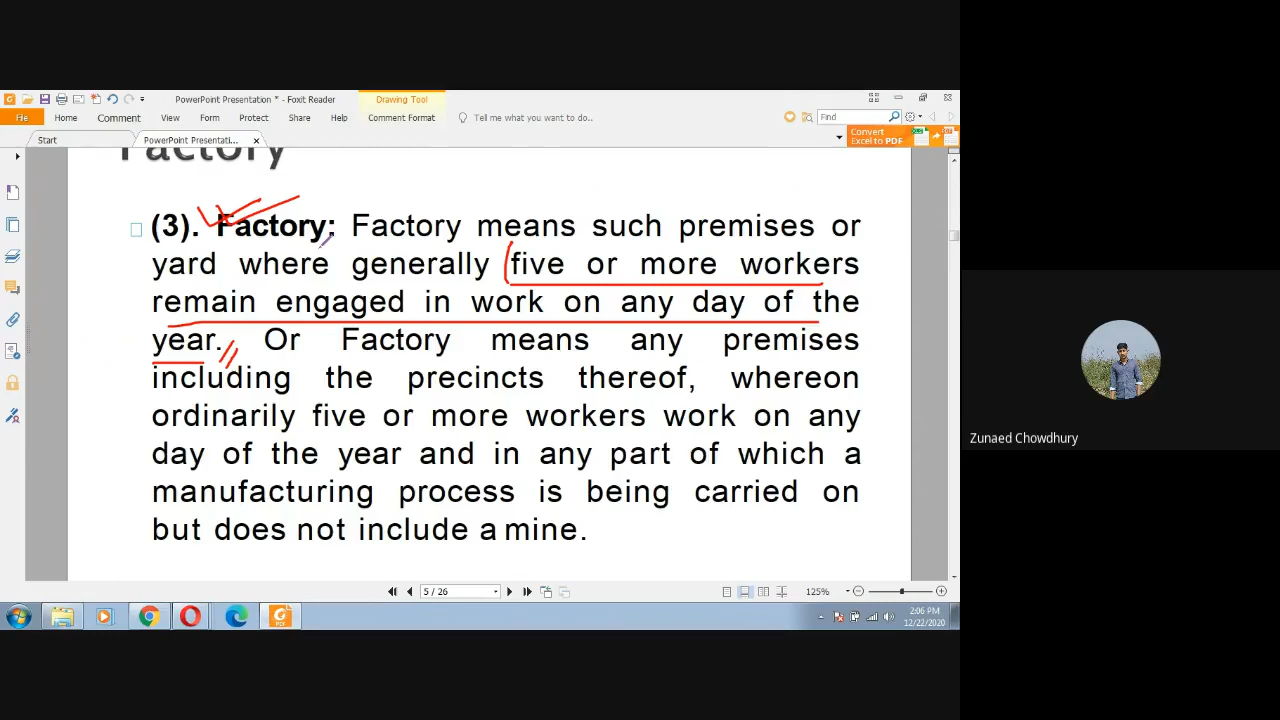 PowerPoint Presentation * - Foxit Reader
Drawing Tool
File
Home
Comment
View
Form
Protect
Share
Help
Comment Format
Tell me what you want to do..
Find
Start
PowerPoint Presentati...
Convert
Excel to PDF
Factory
(3). Factory: Factory means such premises or
yard where generally five or more workers
remain engaged in work on any day of the
year. Or Factory means any premises
including the precincts thereof, whereon
ordinarily five or more workers work on any
day of the year and in any part of which a
manufacturing process is being carried on
but does not include a mine.
Zunaed Chowdhury
5 / 26
125%
PDF
2:06 PM
12/22/2020